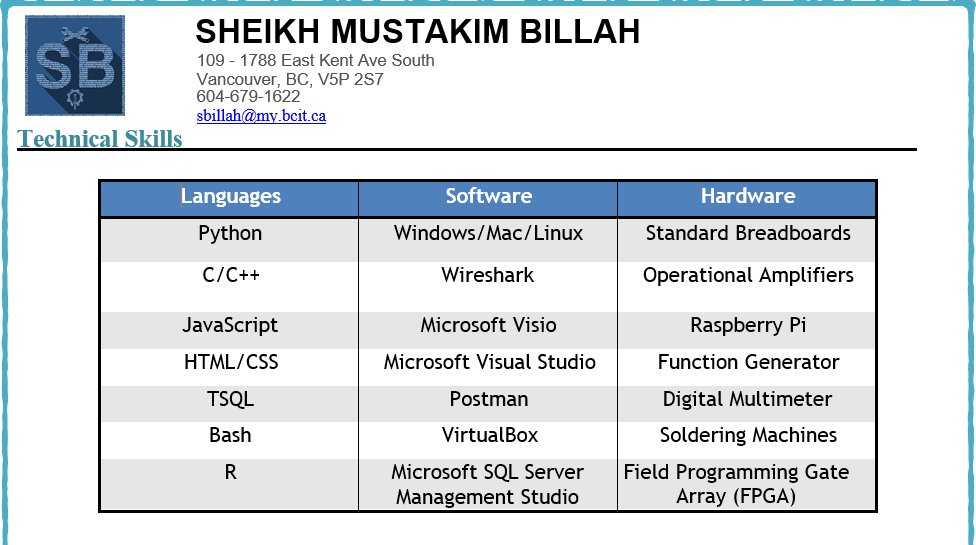 SB
SHEIKH MUSTAKIM BILLAH
109 - 1788 East Kent Ave South
Vancouver, BC, V5P 2S7
604-679-1622
sbillah@my.bcit.ca
Technical Skills
Languages Software Hardware
Python Windows/Mac/Linux Standard Breadboards
C/C++ Wireshark Operational Amplifiers
JavaScript Microsoft Visio Raspberry Pi
HTML/CSS Microsoft Visual Studio Function Generator
TSQL Postman Digital Multimeter
Bash VirtualBox Soldering Machines
R Microsoft SQL Server Field Programming Gate
Management Studio Array (FPGA)